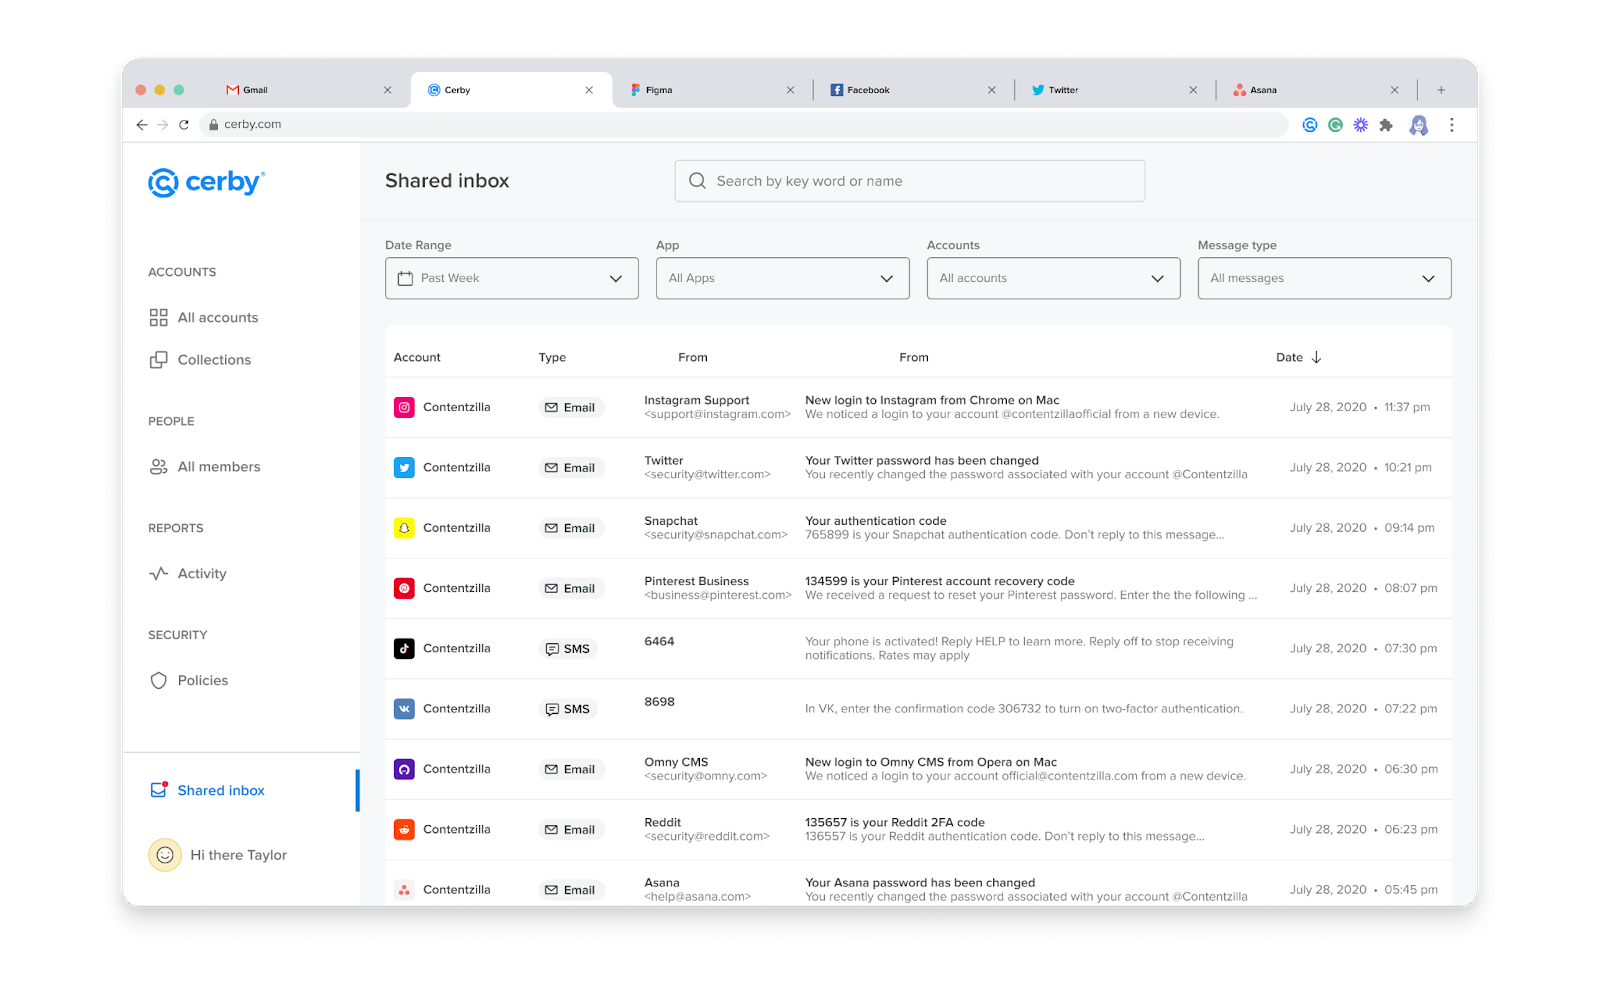 Gmail
Cerby
Figma
Facebook
Twitter
Asana
cerby.com
cerby®
Shared inbox
Search by key word or name
Date Range
App
Accounts
Message type
Past Week
All Apps
All accounts
All messages
ACCOUNTS
All accounts
Collections
PEOPLE
All members
REPORTS
Activity
SECURITY
Policies
Shared inbox
Hi there Taylor
Account Type From From Date
Contentzilla Email Instagram Support New login to Instagram from Chrome on Mac July 28, 2020 • 11:37 pm
<support@instagram.com> We noticed a login to your account @contentzillaofficial from a new device.
Contentzilla Email Twitter Your Twitter password has been changed July 28, 2020 • 10:21 pm
<security@twitter.com> You recently changed the password associated with your account @Contentzilla
Contentzilla Email Snapchat Your authentication code July 28, 2020 • 09:14 pm
<security@snapchat.com> 765899 is your Snapchat authentication code. Don't reply to this message...
Contentzilla Email Pinterest Business 134599 is your Pinterest account recovery code July 28, 2020 • 08:07 pm
<business@pinterest.com> We received a request to reset your Pinterest password. Enter the the following ...
Contentzilla SMS 6464 Your phone is activated! Reply HELP to learn more. Reply off to stop receiving July 28, 2020 • 07:30 pm
notifications. Rates may apply
Contentzilla SMS 8698 In VK, enter the confirmation code 306732 to turn on two-factor authentication. July 28, 2020 • 07:22 pm
Contentzilla Email Omny CMS New login to Omny CMS from Opera on Mac July 28, 2020 • 06:30 pm
<security@omny.com> We noticed a login to your account official@contentzilla.com from a new device.
Contentzilla Email Reddit 135657 is your Reddit 2FA code July 28, 2020 • 06:23 pm
<security@reddit.com> 136557 is your Reddit authentication code. Don't reply to this message...
Contentzilla Email Asana Your Asana password has been changed July 28, 2020 • 05:45 pm
<help@asana.com> You recently changed the password associated with your account @Contentzilla